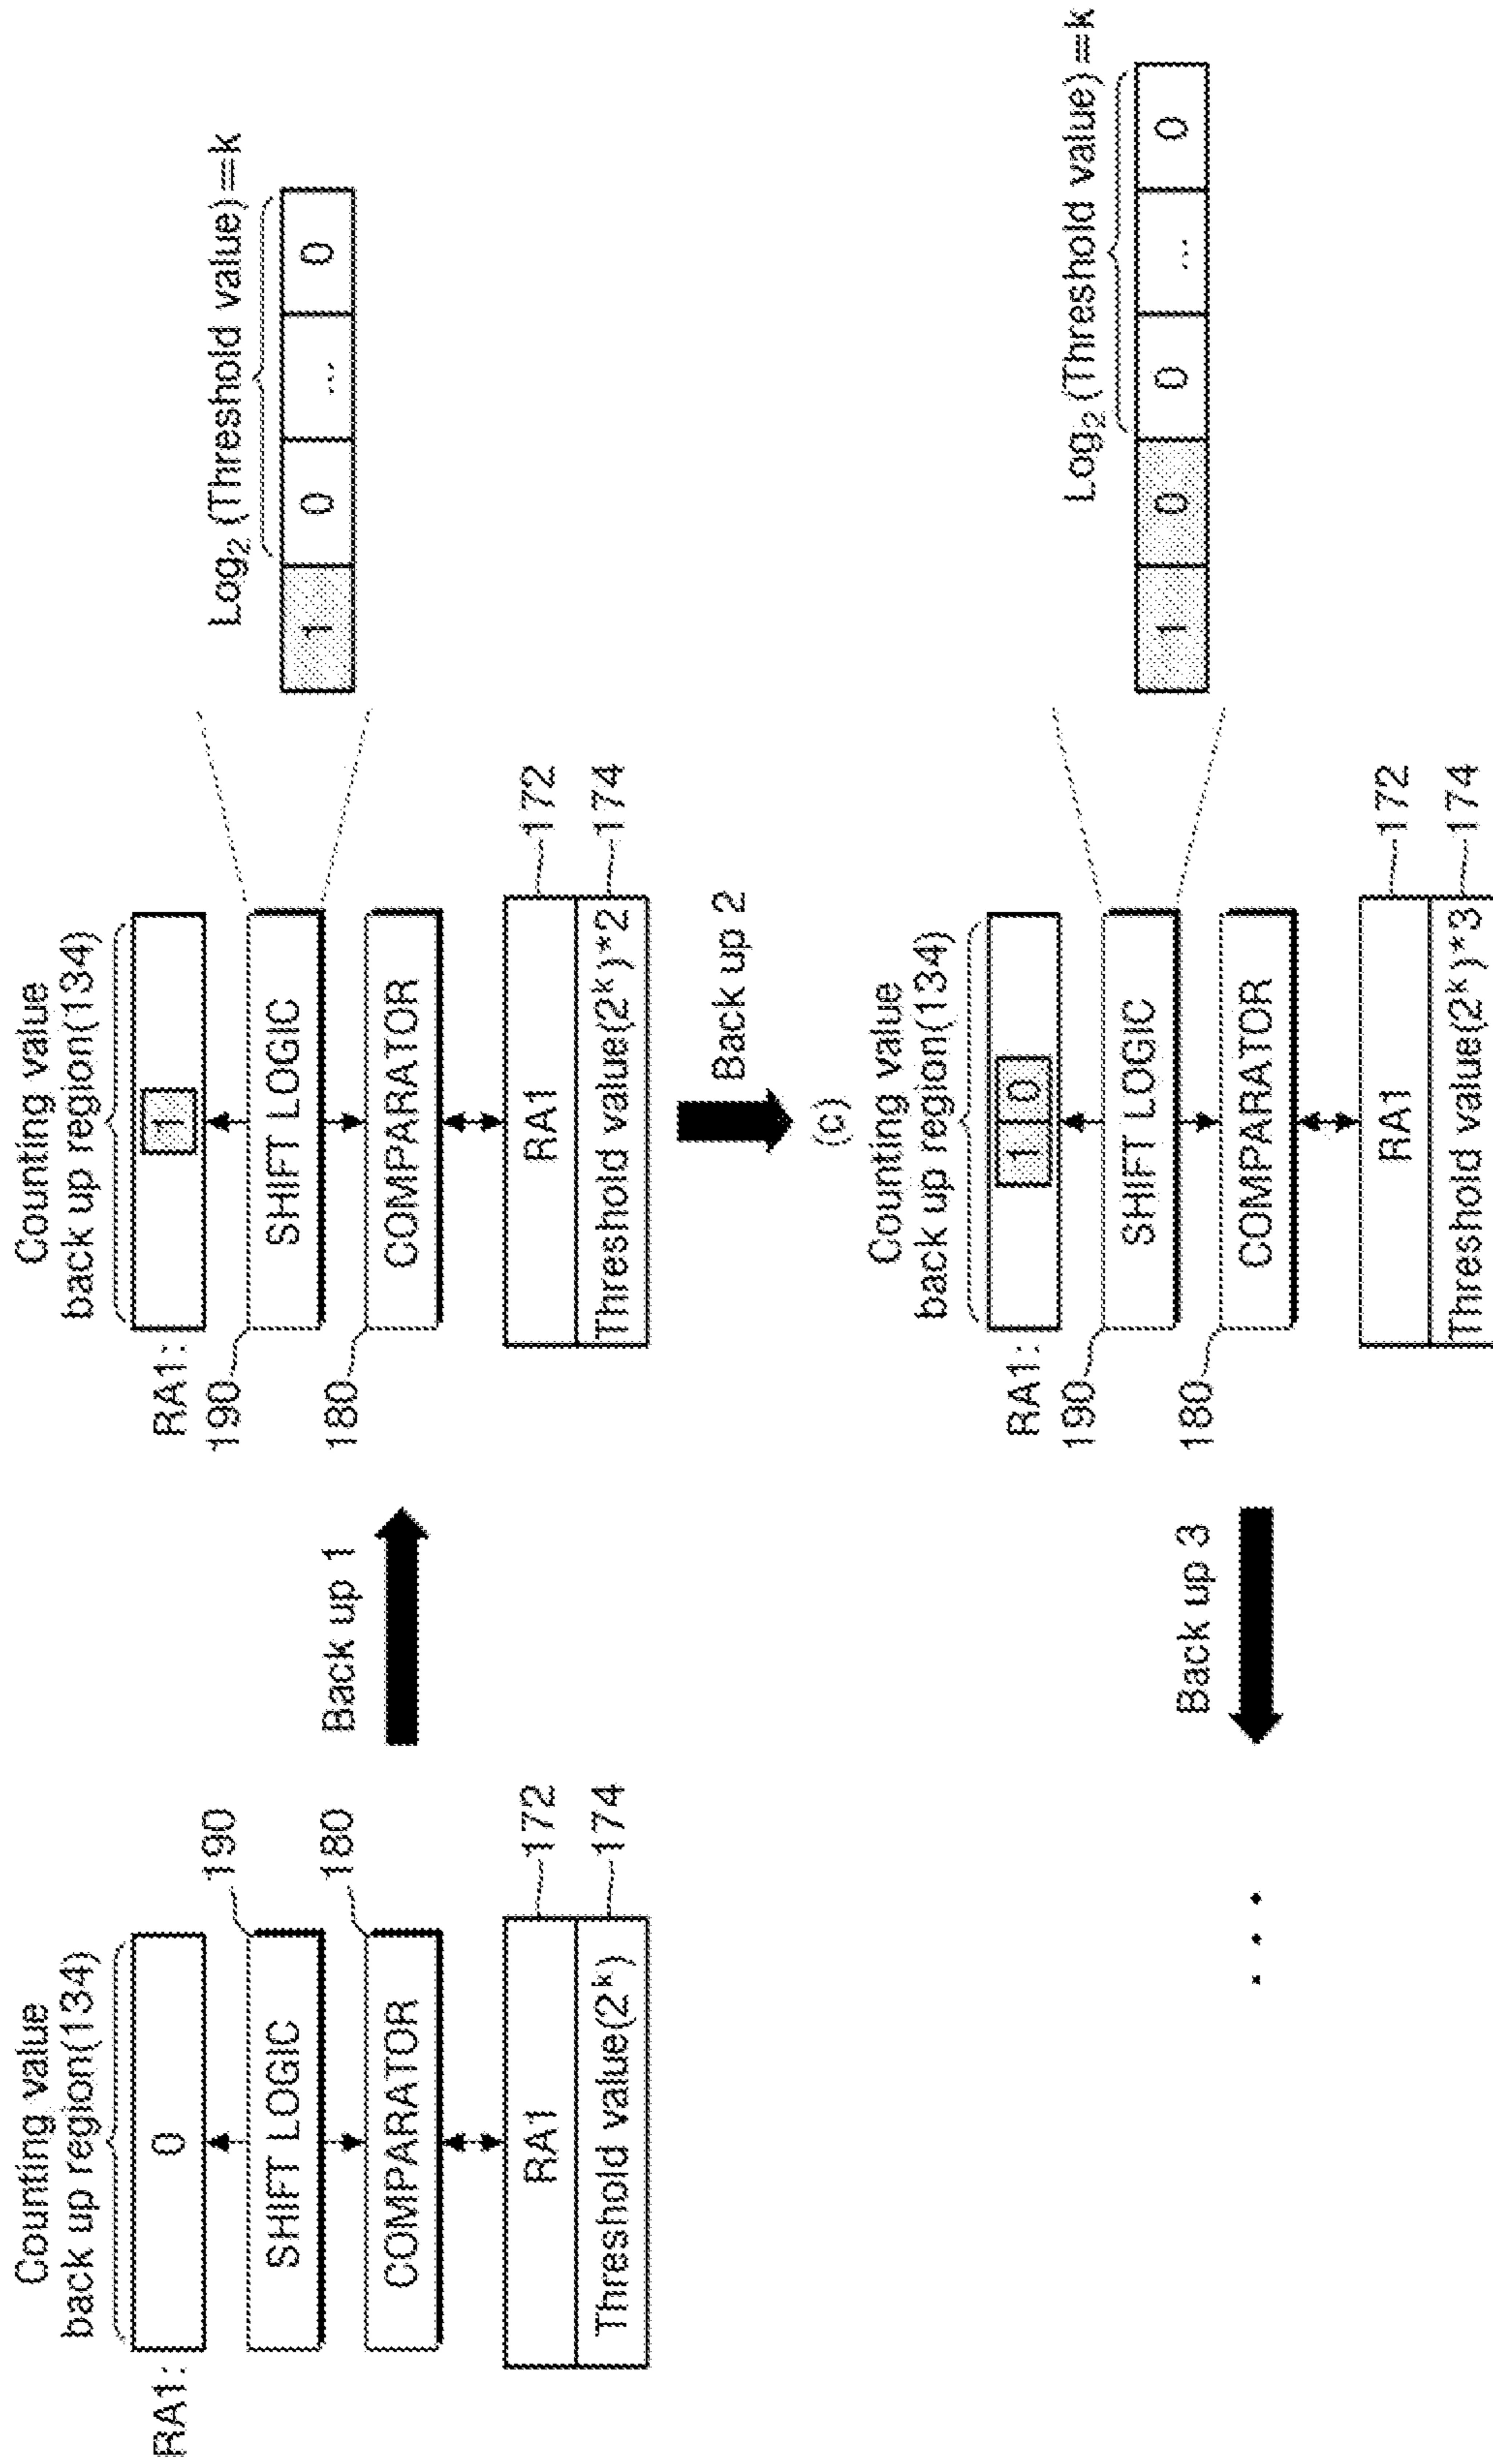 Counting value
back up region(134)
RA1:
0
SHIFT LOGIC
190
COMPARATOR
180
RA1
172
Threshold value(2^k)
174
Back up 1
Counting value
back up region(134)
RA1:
1
190
SHIFT LOGIC
180
COMPARATOR
RA1
172
Threshold value(2^k)*2
174
Log₂ (Threshold value)=k
1 0 ... 0
Back up 2
(c)
Counting value
back up region(134)
RA1:
1 0
190
SHIFT LOGIC
180
COMPARATOR
RA1
172
Threshold value(2^k)*3
174
Log₂ (Threshold value)=k
1 0 0 ... 0
Back up 3
...